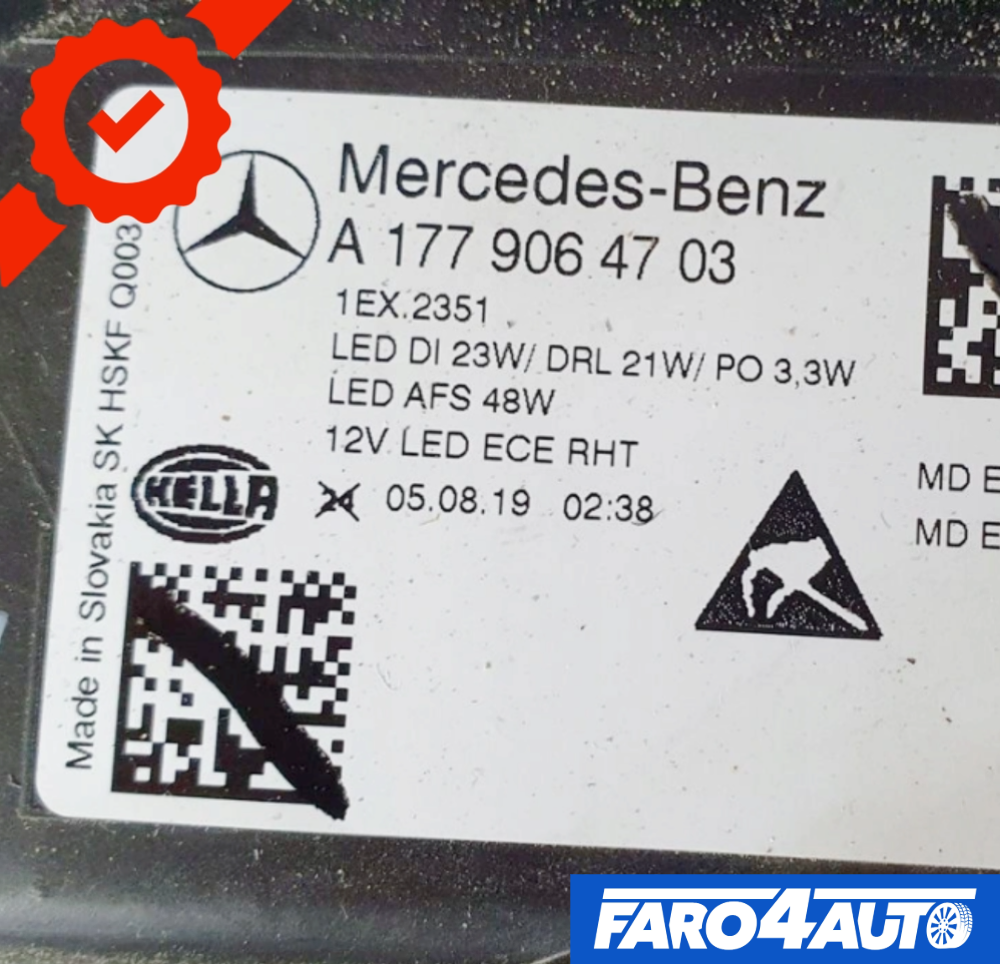 Mercedes-Benz
A 177 906 47 03
1EX.2351
LED DI 23W/ DRL 21W/ PO 3,3W
LED AFS 48W
12V LED ECE RHT
HELLA
24 05.08.19 02:38
MD E
MD E
Made in Slovakia SK HSKF Q003
FARO4AUTO